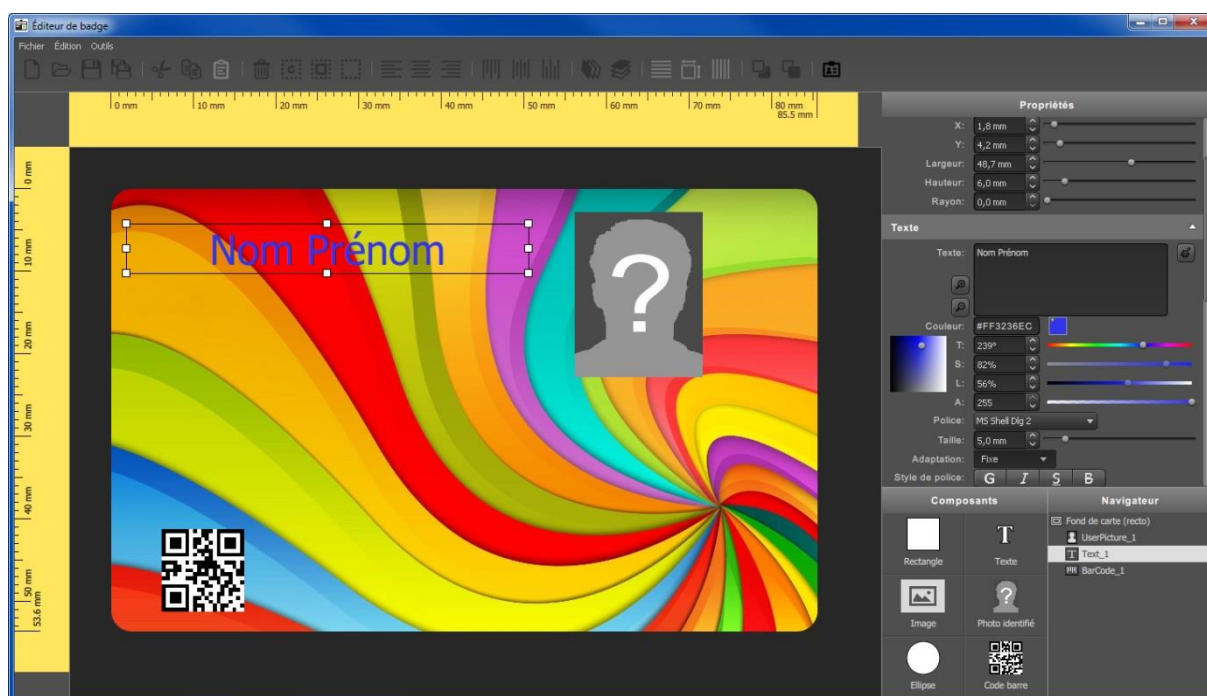 Éditeur de badge
Fichier Édition Outils
0 mm 10 mm 20 mm 30 mm 40 mm 50 mm 60 mm 70 mm 80 mm
85.5 mm
0 mm
10 mm
20 mm
30 mm
40 mm
50 mm
53.6 mm
Nom Prénom
?
Propriétés
X: 1,8 mm
Y: 4,2 mm
Largeur: 48,7 mm
Hauteur: 6,0 mm
Rayon: 0,0 mm
Texte
Texte: Nom Prénom
Couleur: #FF3236EC
T: 239°
S: 82%
L: 56%
A: 255
Police: MS Shell Dlg 2
Taille: 5,0 mm
Adaptation: Fixe
Style de police: G I S B
Composants
T
Rectangle Texte
?
Image Photo identifié
Ellipse Code barre
Navigateur
Fond de carte (recto)
UserPicture_1
T Text_1
BarCode_1